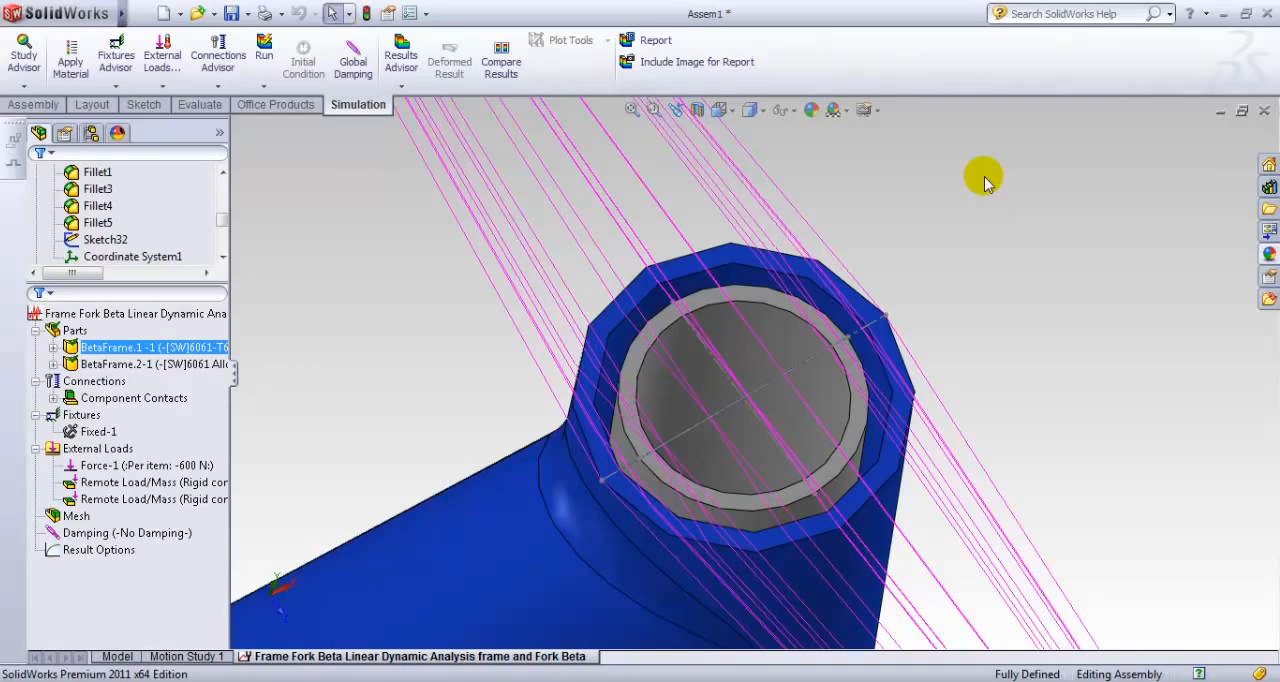 SolidWorks
Assem1 *
Search SolidWorks Help
Study Advisor
Apply Material
Fixtures Advisor
External Loads...
Connections Advisor
Run
Initial Condition
Global Damping
Results Advisor
Deformed Result
Compare Results
Plot Tools
Report
Include Image for Report
Assembly Layout Sketch Evaluate Office Products Simulation
Fillet1
Fillet3
Fillet4
Fillet5
Sketch32
Coordinate System1
Frame Fork Beta Linear Dynamic Ana
Parts
BetaFrame.1 -1 (-[SW]6061-T6
BetaFrame.2-1 (-[SW]6061 Allo
Connections
Component Contacts
Fixtures
Fixed-1
External Loads
Force-1 (:Per item: -600 N:)
Remote Load/Mass (Rigid cor
Remote Load/Mass (Rigid cor
Mesh
Damping (-No Damping-)
Result Options
Model Motion Study 1 Frame Fork Beta Linear Dynamic Analysis frame and Fork Beta
SolidWorks Premium 2011 x64 Edition Fully Defined Editing Assembly